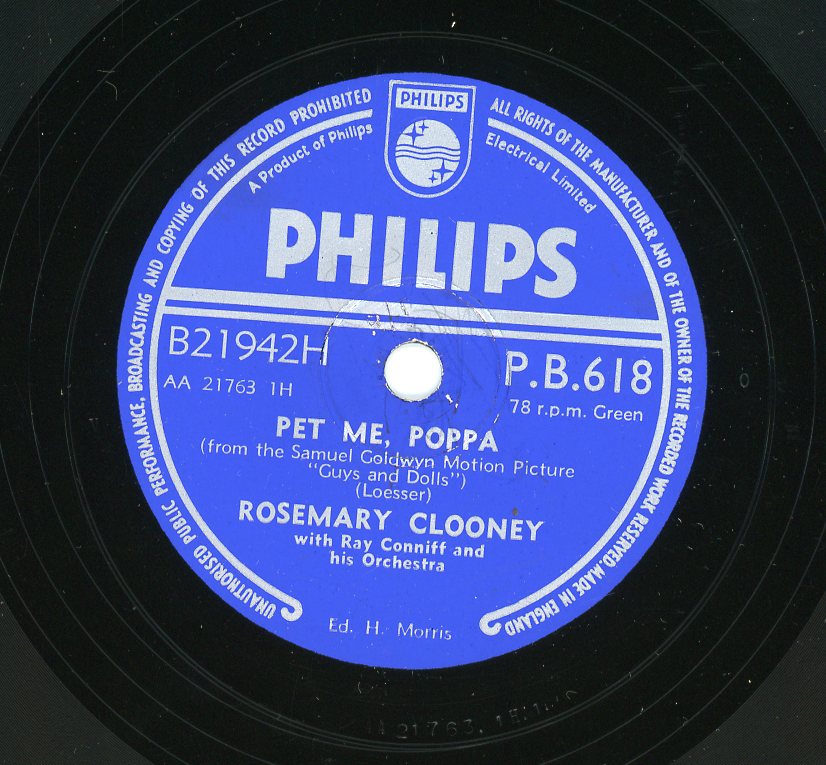 UNAUTHORISED PUBLIC PERFORMANCE, BROADCASTING AND COPYING OF THIS RECORD PROHIBITED
PHILIPS
ALL RIGHTS OF THE MANUFACTURER AND OF THE OWNER OF THE RECORDED WORK RESERVED. MADE IN ENGLAND
A Product of Philips
Electrical Limited
PHILIPS
B21942H
P.B.618
AA 21763 1H
78 r.p.m. Green
PET ME, POPPA
(from the Samuel Goldwyn Motion Picture
"Guys and Dolls")
(Loesser)
ROSEMARY CLOONEY
with Ray Conniff and
his Orchestra
Ed. H. Morris
21763.